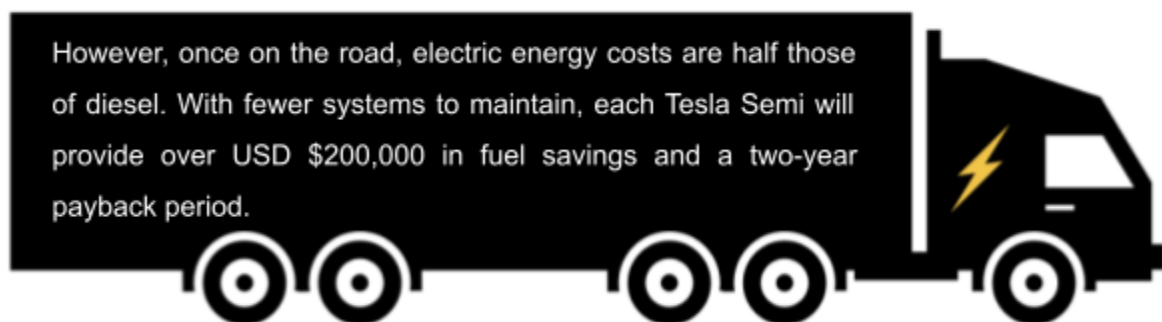 However, once on the road, electric energy costs are half those
of diesel. With fewer systems to maintain, each Tesla Semi will
provide over USD $200,000 in fuel savings and a two-year
payback period.